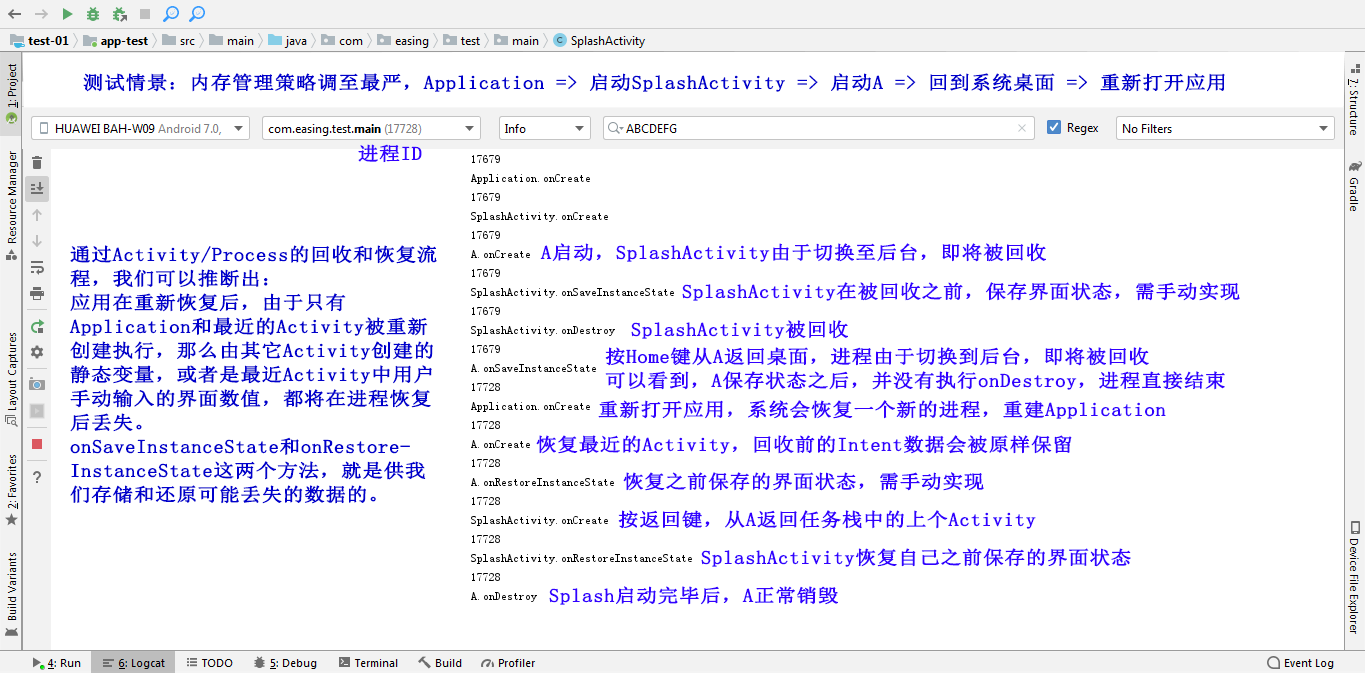 test-01 app-test src main java com easing test main SplashActivity
测试情景：内存管理策略调至最严，Application => 启动SplashActivity => 启动A => 回到系统桌面 => 重新打开应用
HUAWEI BAH-W09 Android 7.0, com.easing.test.main (17728) Info ABCDEFG Regex No Filters
进程ID
通过Activity/Process的回收和恢复流
程，我们可以推断出：
应用在重新恢复后，由于只有
Application和最近的Activity被重新
创建执行，那么由其它Activity创建的
静态变量，或者是最近Activity中用户
手动输入的界面数值，都将在进程恢复
后丢失。
onSaveInstanceState和onRestore-
InstanceState这两个方法，就是供我
们存储和还原可能丢失的数据的。
17679
Application.onCreate
17679
SplashActivity.onCreate
17679
A.onCreate A启动，SplashActivity由于切换至后台，即将被回收
17679
SplashActivity.onSaveInstanceState SplashActivity在被回收之前，保存界面状态，需手动实现
17679
SplashActivity.onDestroy SplashActivity被回收
17679
按Home键从A返回桌面，进程由于切换到后台，即将被回收
A.onSaveInstanceState
可以看到，A保存状态之后，并没有执行onDestroy，进程直接结束
17728
Application.onCreate 重新打开应用，系统会恢复一个新的进程，重建Application
17728
A.onCreate 恢复最近的Activity，回收前的Intent数据会被原样保留
17728
A.onRestoreInstanceState 恢复之前保存的界面状态，需手动实现
17728
SplashActivity.onCreate 按返回键，从A返回任务栈中的上个Activity
17728
SplashActivity.onRestoreInstanceState SplashActivity恢复自己之前保存的界面状态
17728
A.onDestroy Splash启动完毕后，A正常销毁
1: Project
Resource Manager
Layout Captures
2: Favorites
Build Variants
7: Structure
Gradle
Device File Explorer
4: Run 6: Logcat TODO 5: Debug Terminal Build Profiler Event Log